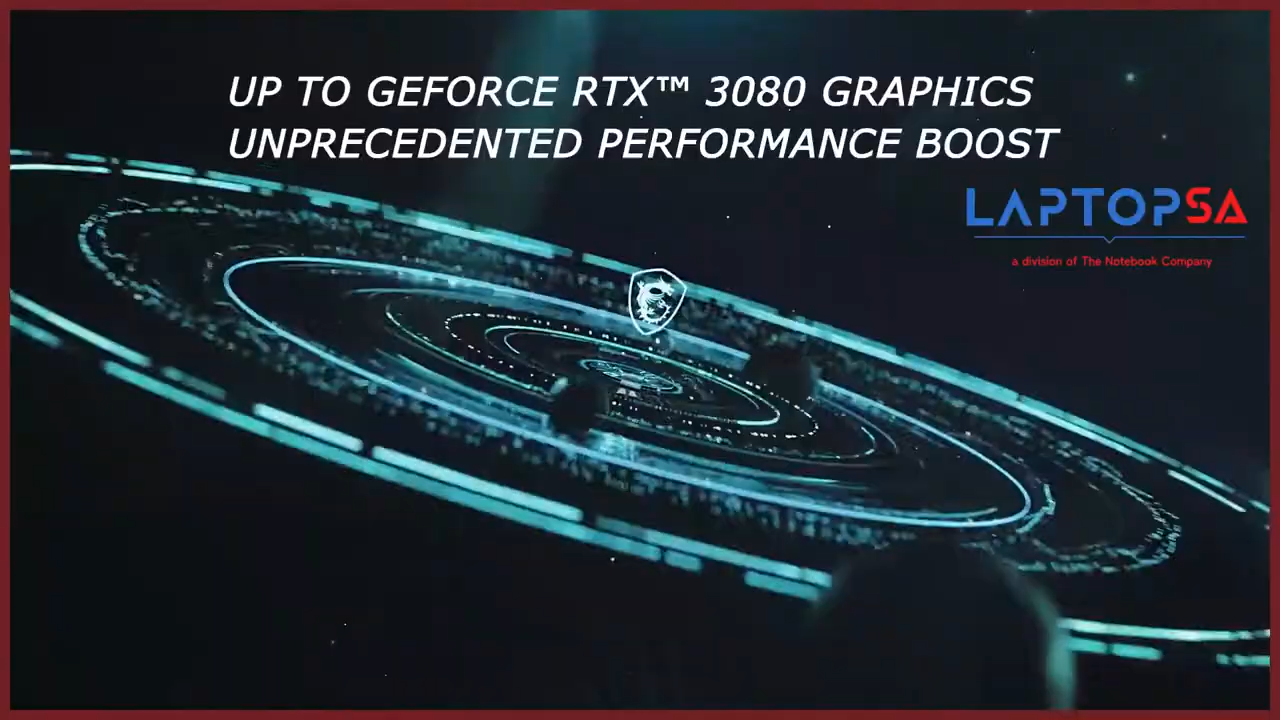 UP TO GEFORCE RTX™ 3080 GRAPHICS
UNPRECEDENTED PERFORMANCE BOOST
LAPTOPSA
a division of The Notebook Company